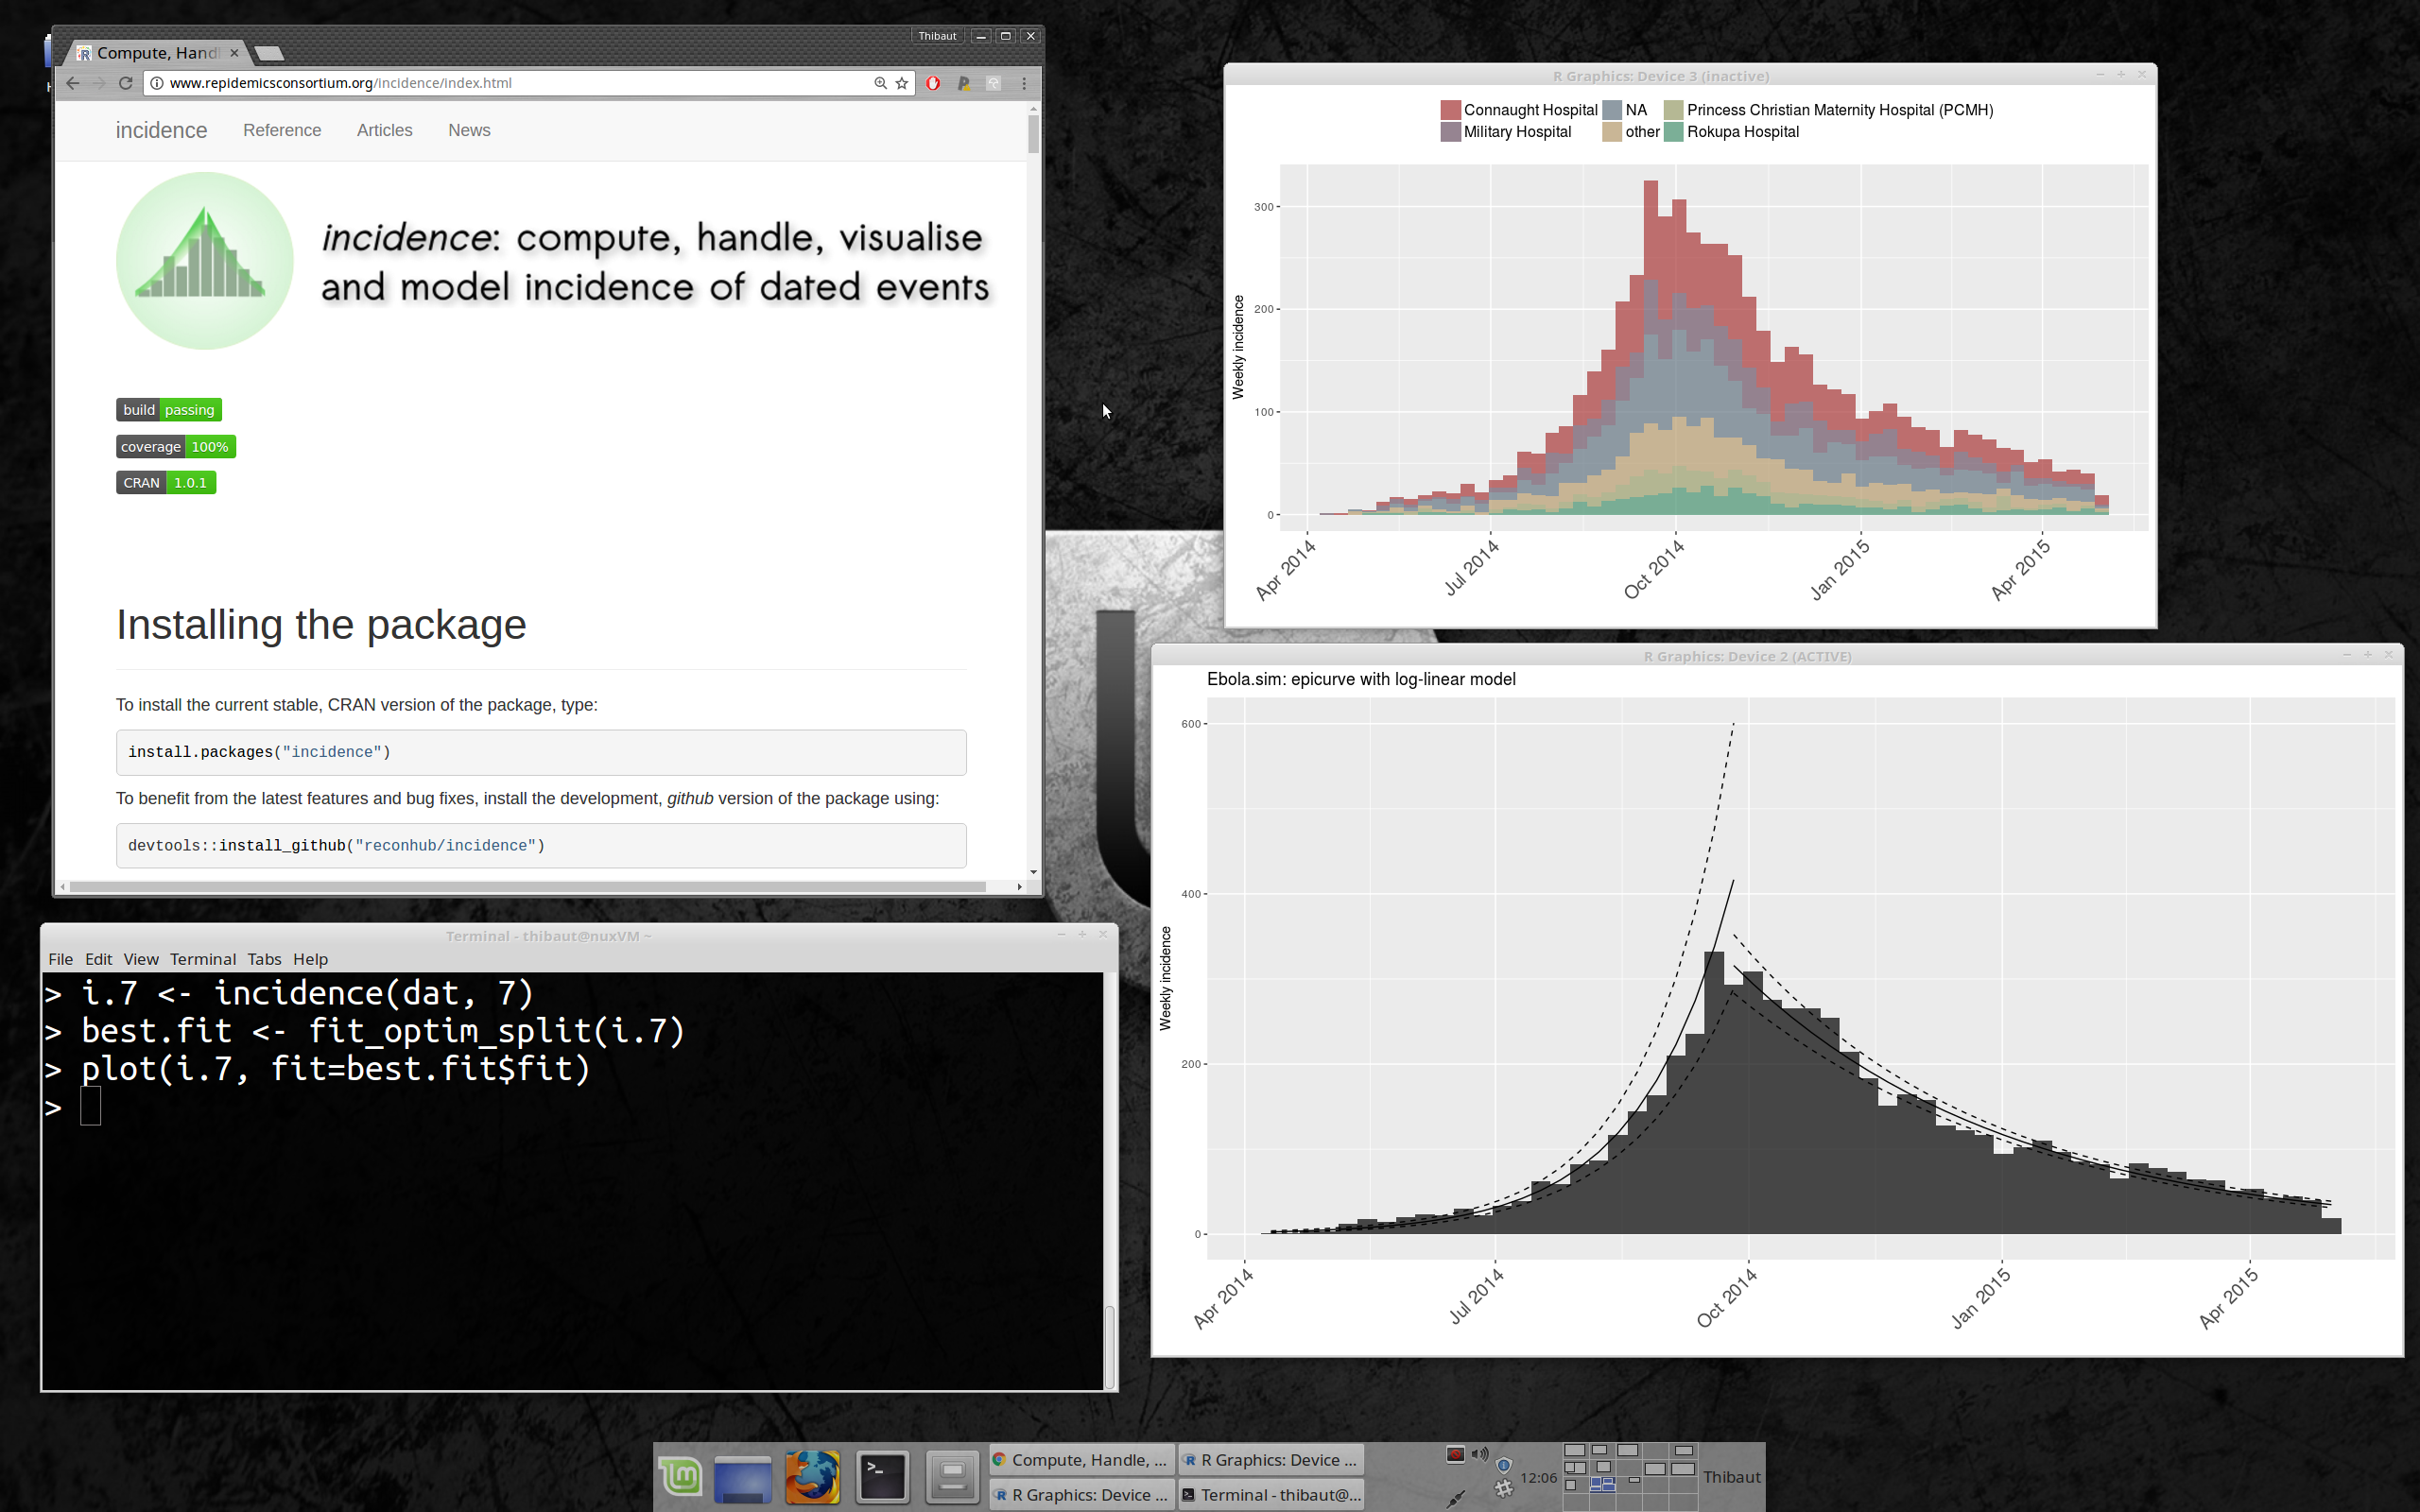 Thibaut
Compute, Hand
www.repidemicsconsortium.org/incidence/index.html
incidence Reference Articles News
incidence: compute, handle, visualise
and model incidence of dated events
build passing
coverage 100%
CRAN 1.0.1
Installing the package
To install the current stable, CRAN version of the package, type:
install.packages("incidence")
To benefit from the latest features and bug fixes, install the development, github version of the package using:
devtools::install_github("reconhub/incidence")
Terminal - thibaut@nuxVM ~
File Edit View Terminal Tabs Help
> i.7 <- incidence(dat, 7)
> best.fit <- fit_optim_split(i.7)
> plot(i.7, fit=best.fit$fit)
>
R Graphics: Device 3 (inactive)
Connaught Hospital NA Princess Christian Maternity Hospital (PCMH)
Military Hospital other Rokupa Hospital
Weekly incidence
300
200
100
0
Apr 2014 Jul 2014 Oct 2014 Jan 2015 Apr 2015
R Graphics: Device 2 (ACTIVE)
Ebola.sim: epicurve with log-linear model
Weekly incidence
600
400
200
0
Apr 2014 Jul 2014 Oct 2014 Jan 2015 Apr 2015
Compute, Handle, ... R Graphics: Device ...
R Graphics: Device ... Terminal - thibaut@...
12:06 Thibaut